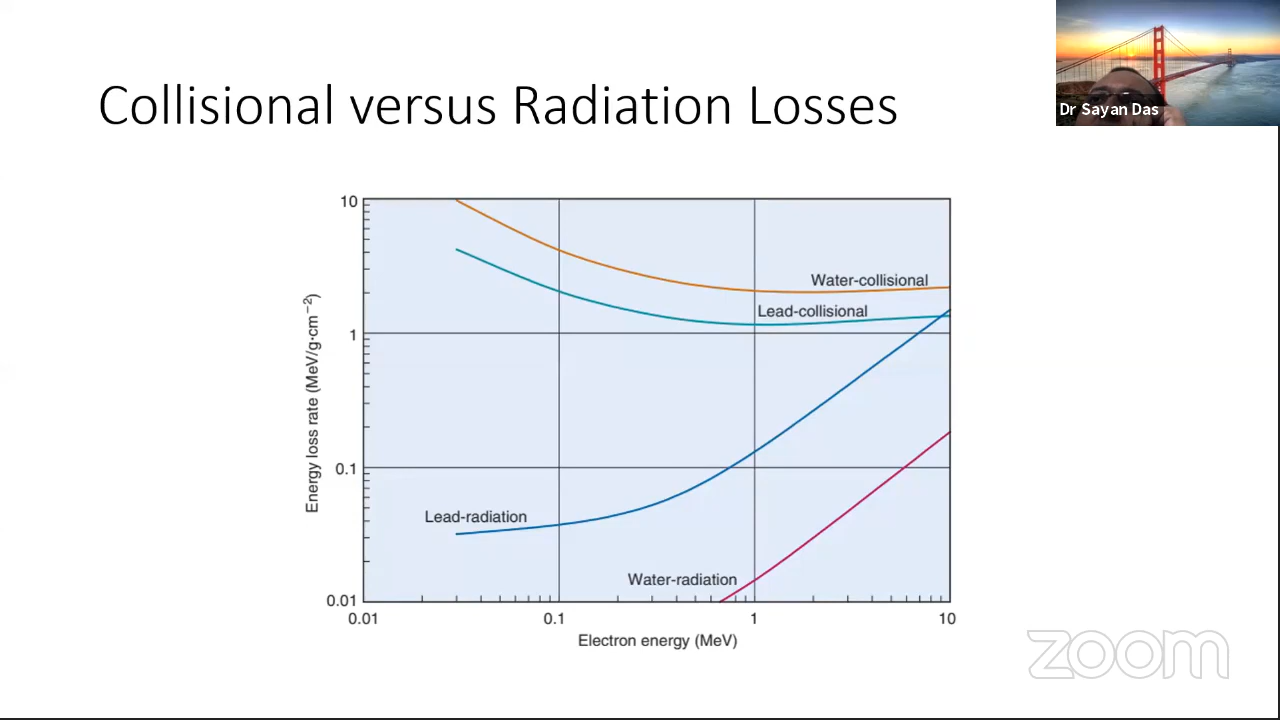 Collisional versus Radiation Losses
Dr Sayan Das
10
1
0.1
0.01
Energy loss rate (MeV/g·cm−2)
Water-collisional
Lead-collisional
Lead-radiation
Water-radiation
0.01
0.1
1
10
Electron energy (MeV)
zoom